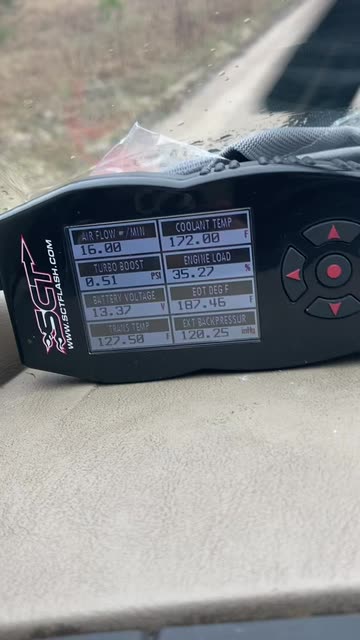 SCT
WWW.SCTFLASH.COM
AIR FLOW #/MIN
16.00
COOLANT TEMP
172.00 F
TURBO BOOST
0.51 PSI
ENGINE LOAD
35.27 %
BATTERY VOLTAGE
13.37 V
EOT DEG F
187.46 F
TRANS TEMP
127.50 F
EXT BACKPRESSUR
120.25 inHg